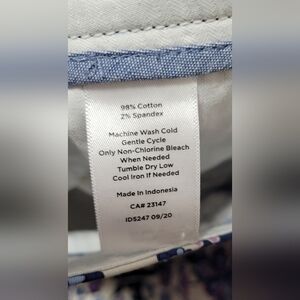 98% Cotton
2% Spandex
Machine Wash Cold
Gentle Cycle
Only Non-Chlorine Bleach
When Needed
Tumble Dry Low
Cool Iron If Needed
Made In Indonesia
CA# 23147
ID5247 09/20